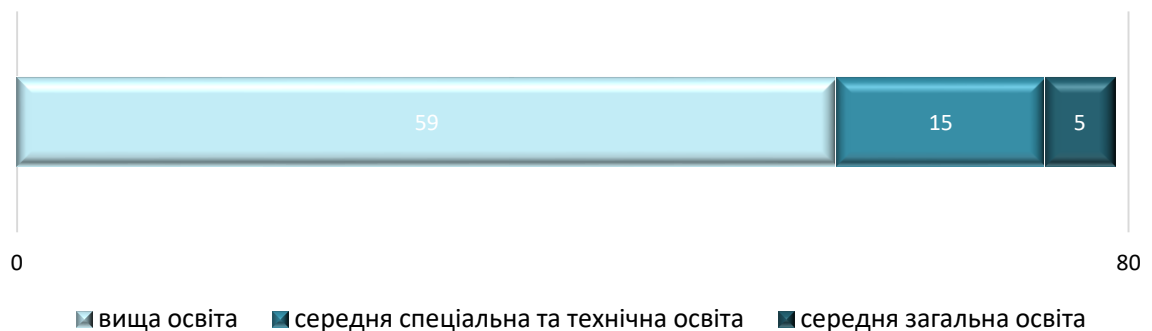 59 15 5
0 80
вища освіта середня спеціальна та технічна освіта середня загальна освіта